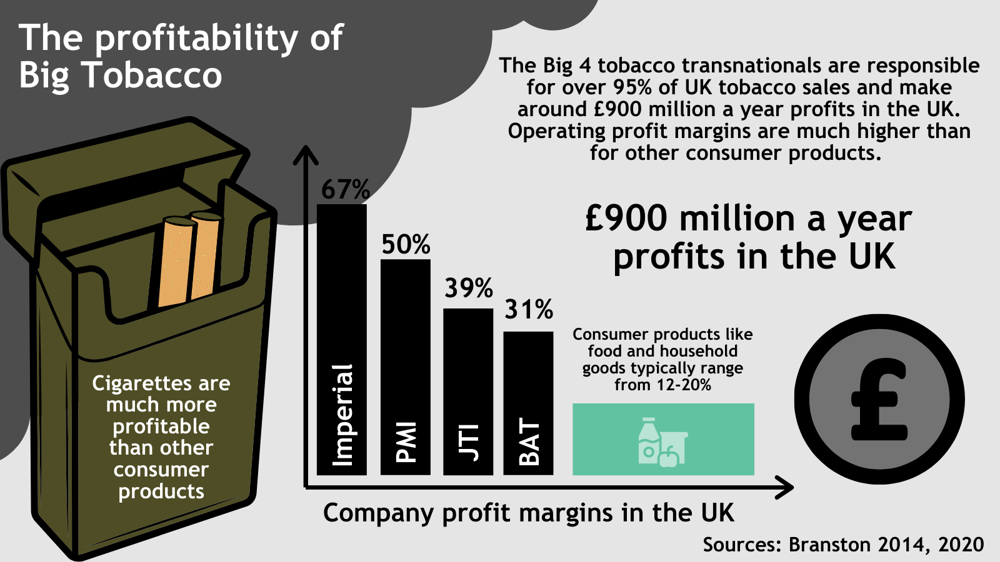 The profitability of
Big Tobacco
The Big 4 tobacco transnationals are responsible
for over 95% of UK tobacco sales and make
around £900 million a year profits in the UK.
Operating profit margins are much higher than
for other consumer products.
£900 million a year
profits in the UK
67%
50%
39%
31%
Imperial
PMI
JTI
BAT
Consumer products like
food and household
goods typically range
from 12-20%
£
Cigarettes are
much more
profitable
than other
consumer
products
Company profit margins in the UK
Sources: Branston 2014, 2020